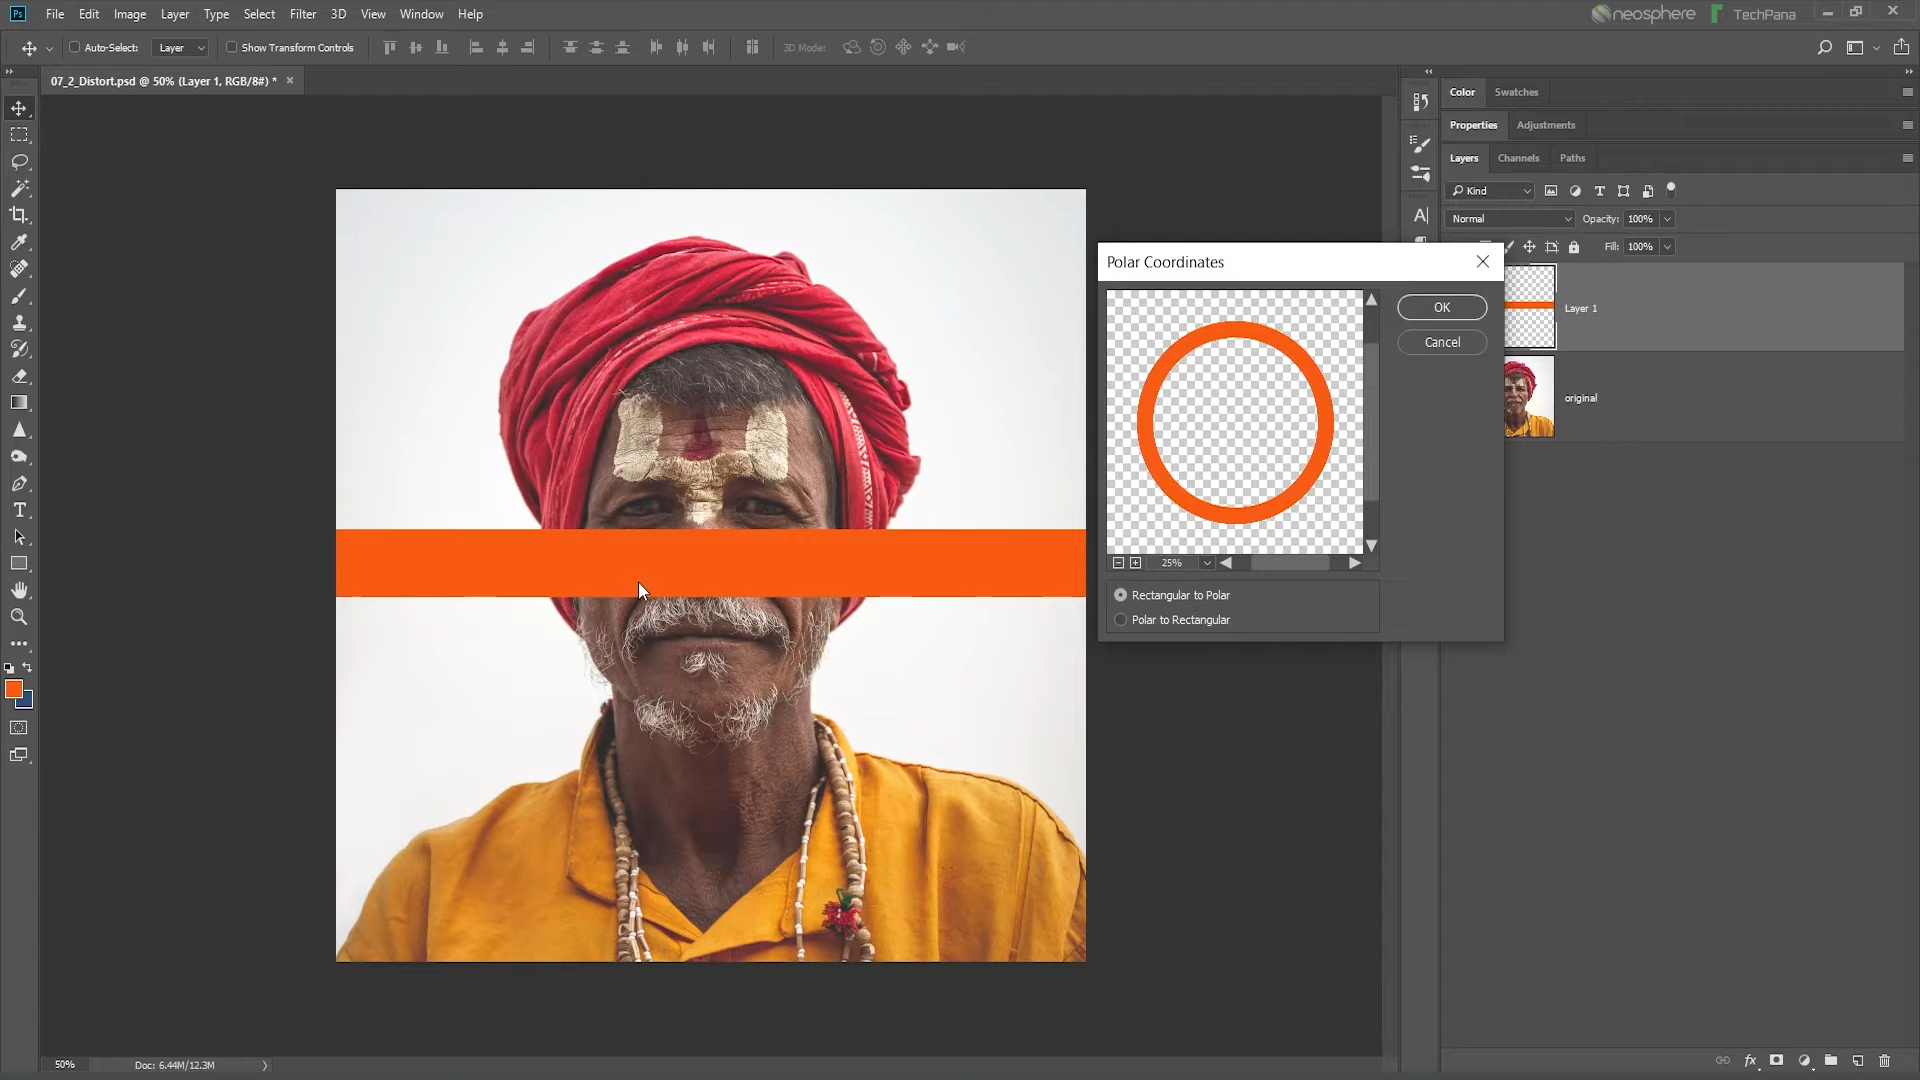 Ps File Edit Image Layer Type Select Filter 3D View Window Help neosphere TechPana
Auto-Select: Layer Show Transform Controls 3D Mode:
07_2_Distort.psd @ 50% (Layer 1, RGB/8#) *
Color Swatches
Properties Adjustments
Layers Channels Paths
Kind
Normal Opacity: 100%
Fill: 100%
Polar Coordinates
OK
Cancel
Layer 1
original
25%
Rectangular to Polar
Polar to Rectangular
50% Doc: 6.44M/12.3M